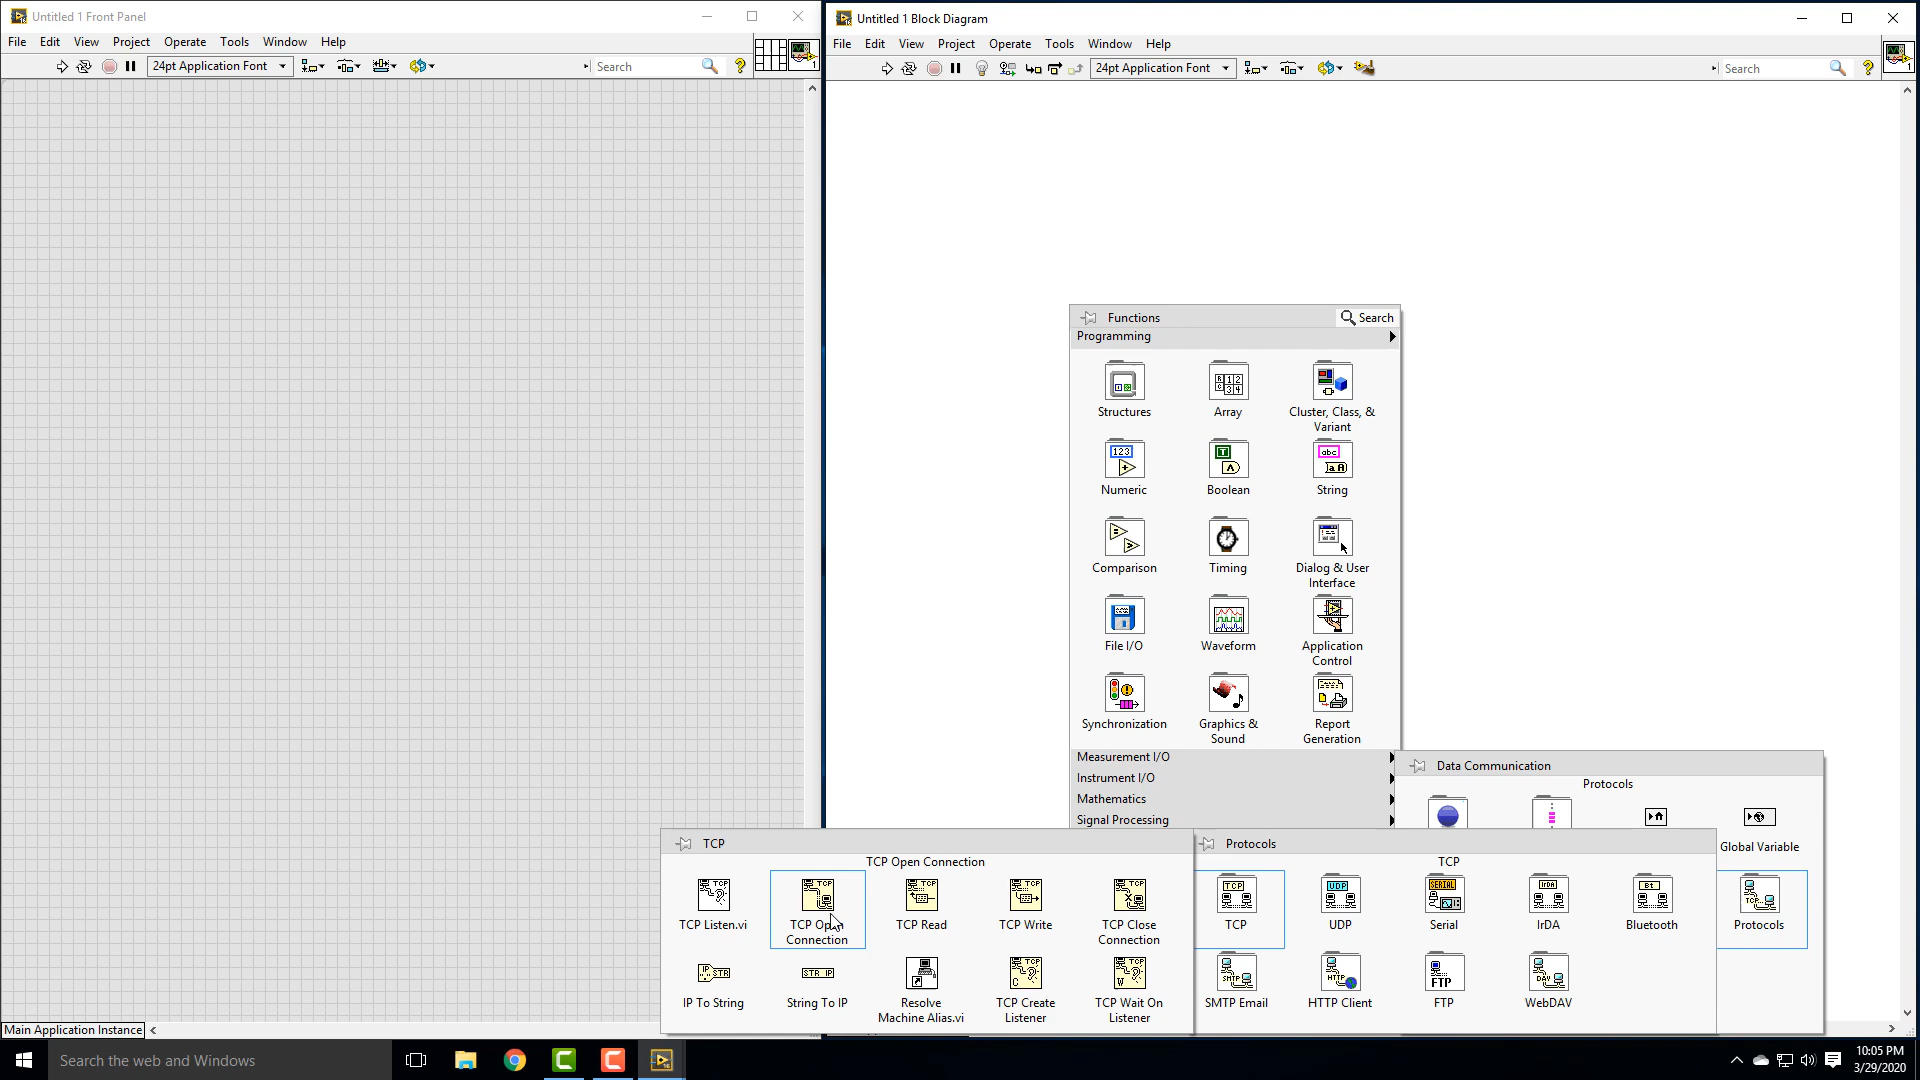 Untitled 1 Front Panel
File Edit View Project Operate Tools Window Help
24pt Application Font
Search
Untitled 1 Block Diagram
File Edit View Project Operate Tools Window Help
24pt Application Font
Search
Functions
Search
Programming
Structures
Array
Cluster, Class, &
Variant
Numeric
Boolean
String
Comparison
Timing
Dialog & User
Interface
File I/O
Waveform
Application
Control
Synchronization
Graphics &
Sound
Report
Generation
Measurement I/O
Instrument I/O
Mathematics
Signal Processing
Data Communication
Protocols
Global Variable
Protocols
Protocols
TCP
TCP
UDP
Serial
IrDA
Bluetooth
SMTP Email
HTTP Client
FTP
WebDAV
TCP
TCP Open Connection
TCP Listen.vi
TCP Open
Connection
TCP Read
TCP Write
TCP Close
Connection
IP To String
String To IP
Resolve
Machine Alias.vi
TCP Create
Listener
TCP Wait On
Listener
Main Application Instance
Search the web and Windows
10:05 PM
3/29/2020